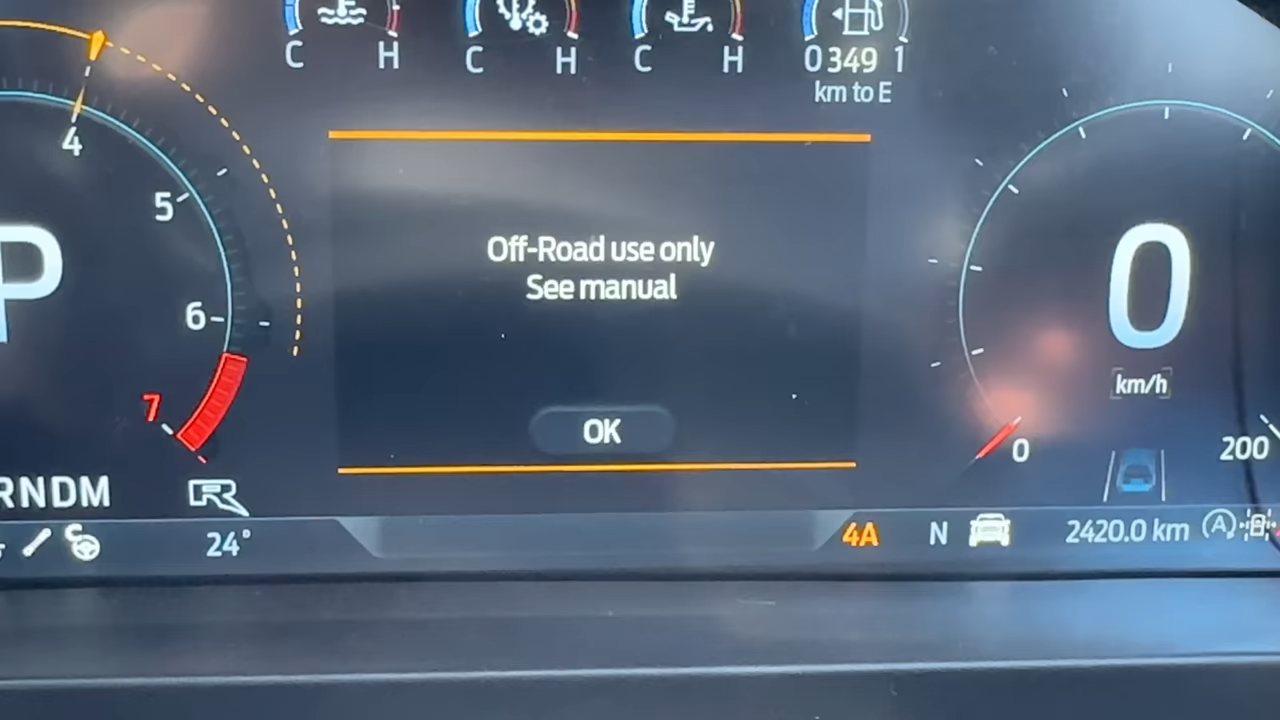 C H C H C H 0 349 1
km to E
4
5
6
7
P
Off-Road use only
See manual
OK
0
km/h
0 200
RNDM
R
24°
4A N 2420.0 km A